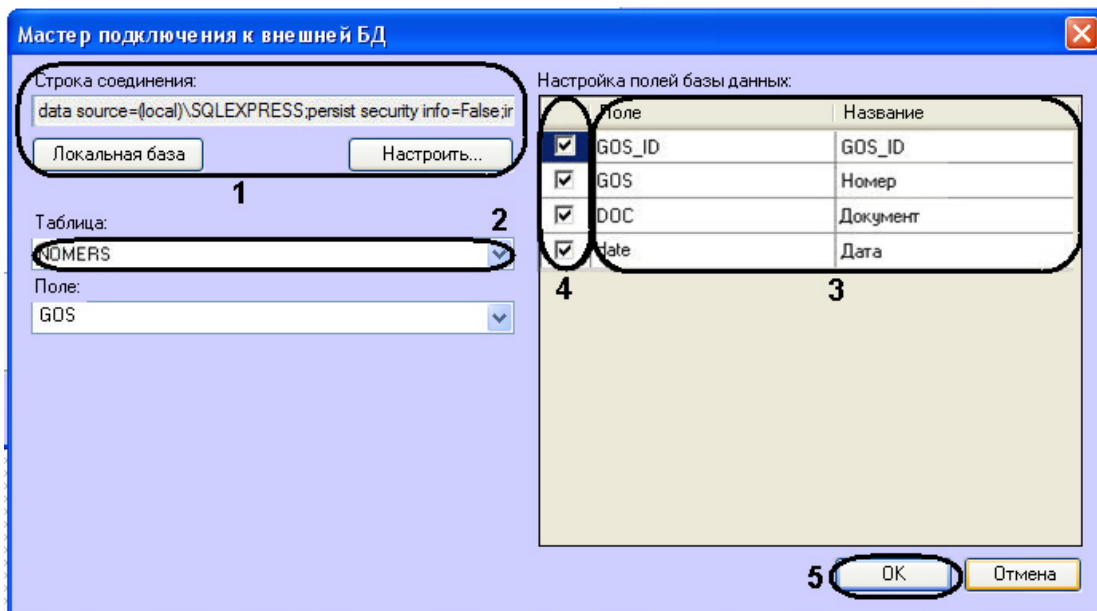 Мастер подключения к внешней БД
Строка соединения:
data source=(local)\SQLEXPRESS;persist security info=False;ir
Локальная база
Настроить...
1
Таблица:
2
NOMERS
Поле:
GOS
Настройка полей базы данных:
Поле Название
GOS_ID GOS_ID
GOS Номер
DOC Документ
date Дата
4
3
5
OK
Отмена